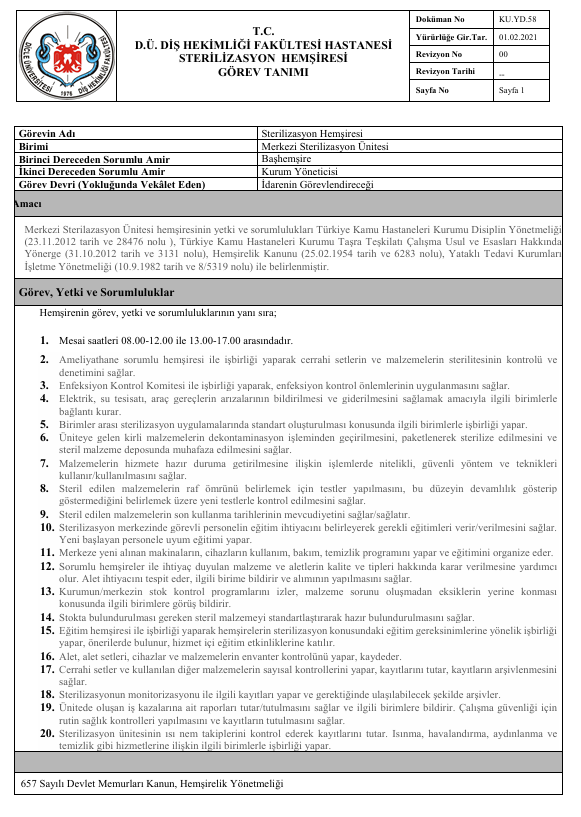 DİCLE ÜNİVERSİTESİ DİŞ HEKİMLİĞİ FAKÜLTESİ
1976
T.C.
D.Ü. DİŞ HEKİMLİĞİ FAKÜLTESİ HASTANESİ
STERİLİZASYON HEMŞİRESİ
GÖREV TANIMI
Doküman No KU.YD.58
Yürürlüğe Gir.Tar. 01.02.2021
Revizyon No 00
Revizyon Tarihi _
Sayfa No Sayfa 1
Görevin Adı Sterilizasyon Hemşiresi
Birimi Merkezi Sterilizasyon Ünitesi
Birinci Dereceden Sorumlu Amir Başhemşire
İkinci Dereceden Sorumlu Amir Kurum Yöneticisi
Görev Devri (Yokluğunda Vekâlet Eden) İdarenin Görevlendireceği
Amacı
Merkezi Sterilazasyon Ünitesi hemşiresinin yetki ve sorumlulukları Türkiye Kamu Hastaneleri Kurumu Disiplin Yönetmeliği
(23.11.2012 tarih ve 28476 nolu ), Türkiye Kamu Hastaneleri Kurumu Taşra Teşkilatı Çalışma Usul ve Esasları Hakkında
Yönerge (31.10.2012 tarih ve 3131 nolu), Hemşirelik Kanunu (25.02.1954 tarih ve 6283 nolu), Yataklı Tedavi Kurumları
İşletme Yönetmeliği (10.9.1982 tarih ve 8/5319 nolu) ile belirlenmiştir.
Görev, Yetki ve Sorumluluklar
Hemşirenin görev, yetki ve sorumluluklarının yanı sıra;
1. Mesai saatleri 08.00-12.00 ile 13.00-17.00 arasındadır.
2. Ameliyathane sorumlu hemşiresi ile işbirliği yaparak cerrahi setlerin ve malzemelerin sterilitesinin kontrolü ve
denetimini sağlar.
3. Enfeksiyon Kontrol Komitesi ile işbirliği yaparak, enfeksiyon kontrol önlemlerinin uygulanmasını sağlar.
4. Elektrik, su tesisatı, araç gereçlerin arızalarının bildirilmesi ve giderilmesini sağlamak amacıyla ilgili birimlerle
bağlantı kurar.
5. Birimler arası sterilizasyon uygulamalarında standart oluşturulması konusunda ilgili birimlerle işbirliği yapar.
6. Üniteye gelen kirli malzemelerin dekontaminasyon işleminden geçirilmesini, paketlenerek sterilize edilmesini ve
steril malzeme deposunda muhafaza edilmesini sağlar.
7. Malzemelerin hizmete hazır duruma getirilmesine ilişkin işlemlerde nitelikli, güvenli yöntem ve teknikleri
kullanır/kullanılmasını sağlar.
8. Steril edilen malzemelerin raf ömrünü belirlemek için testler yapılmasını, bu düzeyin devamlılık gösterip
göstermediğini belirlemek üzere yeni testlerle kontrol edilmesini sağlar.
9. Steril edilen malzemelerin son kullanma tarihlerinin mevcudiyetini sağlar/sağlatır.
10. Sterilizasyon merkezinde görevli personelin eğitim ihtiyacını belirleyerek gerekli eğitimleri verir/verilmesini sağlar.
Yeni başlayan personele uyum eğitimi yapar.
11. Merkeze yeni alınan makinaların, cihazların kullanım, bakım, temizlik programını yapar ve eğitimini organize eder.
12. Sorumlu hemşireler ile ihtiyaç duyulan malzeme ve aletlerin kalite ve tipleri hakkında karar verilmesine yardımcı
olur. Alet ihtiyacını tespit eder, ilgili birime bildirir ve alımının yapılmasını sağlar.
13. Kurumun/merkezin stok kontrol programlarını izler, malzeme sorunu oluşmadan eksiklerin yerine konması
konusunda ilgili birimlere görüş bildirir.
14. Stokta bulundurulması gereken steril malzemeyi standartlaştırarak hazır bulundurulmasını sağlar.
15. Eğitim hemşiresi ile işbirliği yaparak hemşirelerin sterilizasyon konusundaki eğitim gereksinimlerine yönelik işbirliği
yapar, önerilerde bulunur, hizmet içi eğitim etkinliklerine katılır.
16. Alet, alet setleri, cihazlar ve malzemelerin envanter kontrolünü yapar, kaydeder.
17. Cerrahi setler ve kullanılan diğer malzemelerin sayısal kontrollerini yapar, kayıtlarını tutar, kayıtların arşivlenmesini
sağlar.
18. Sterilizasyonun monitorizasyonu ile ilgili kayıtları yapar ve gerektiğinde ulaşılabilecek şekilde arşivler.
19. Ünitede oluşan iş kazalarına ait raporları tutar/tutulmasını sağlar ve ilgili birimlere bildirir. Çalışma güvenliği için
rutin sağlık kontrolleri yapılmasını ve kayıtların tutulmasını sağlar.
20. Sterilizasyon ünitesinin ısı nem takiplerini kontrol ederek kayıtlarını tutar. Isınma, havalandırma, aydınlanma ve
temizlik gibi hizmetlerine ilişkin ilgili birimlerle işbirliği yapar.
657 Sayılı Devlet Memurları Kanun, Hemşirelik Yönetmeliği